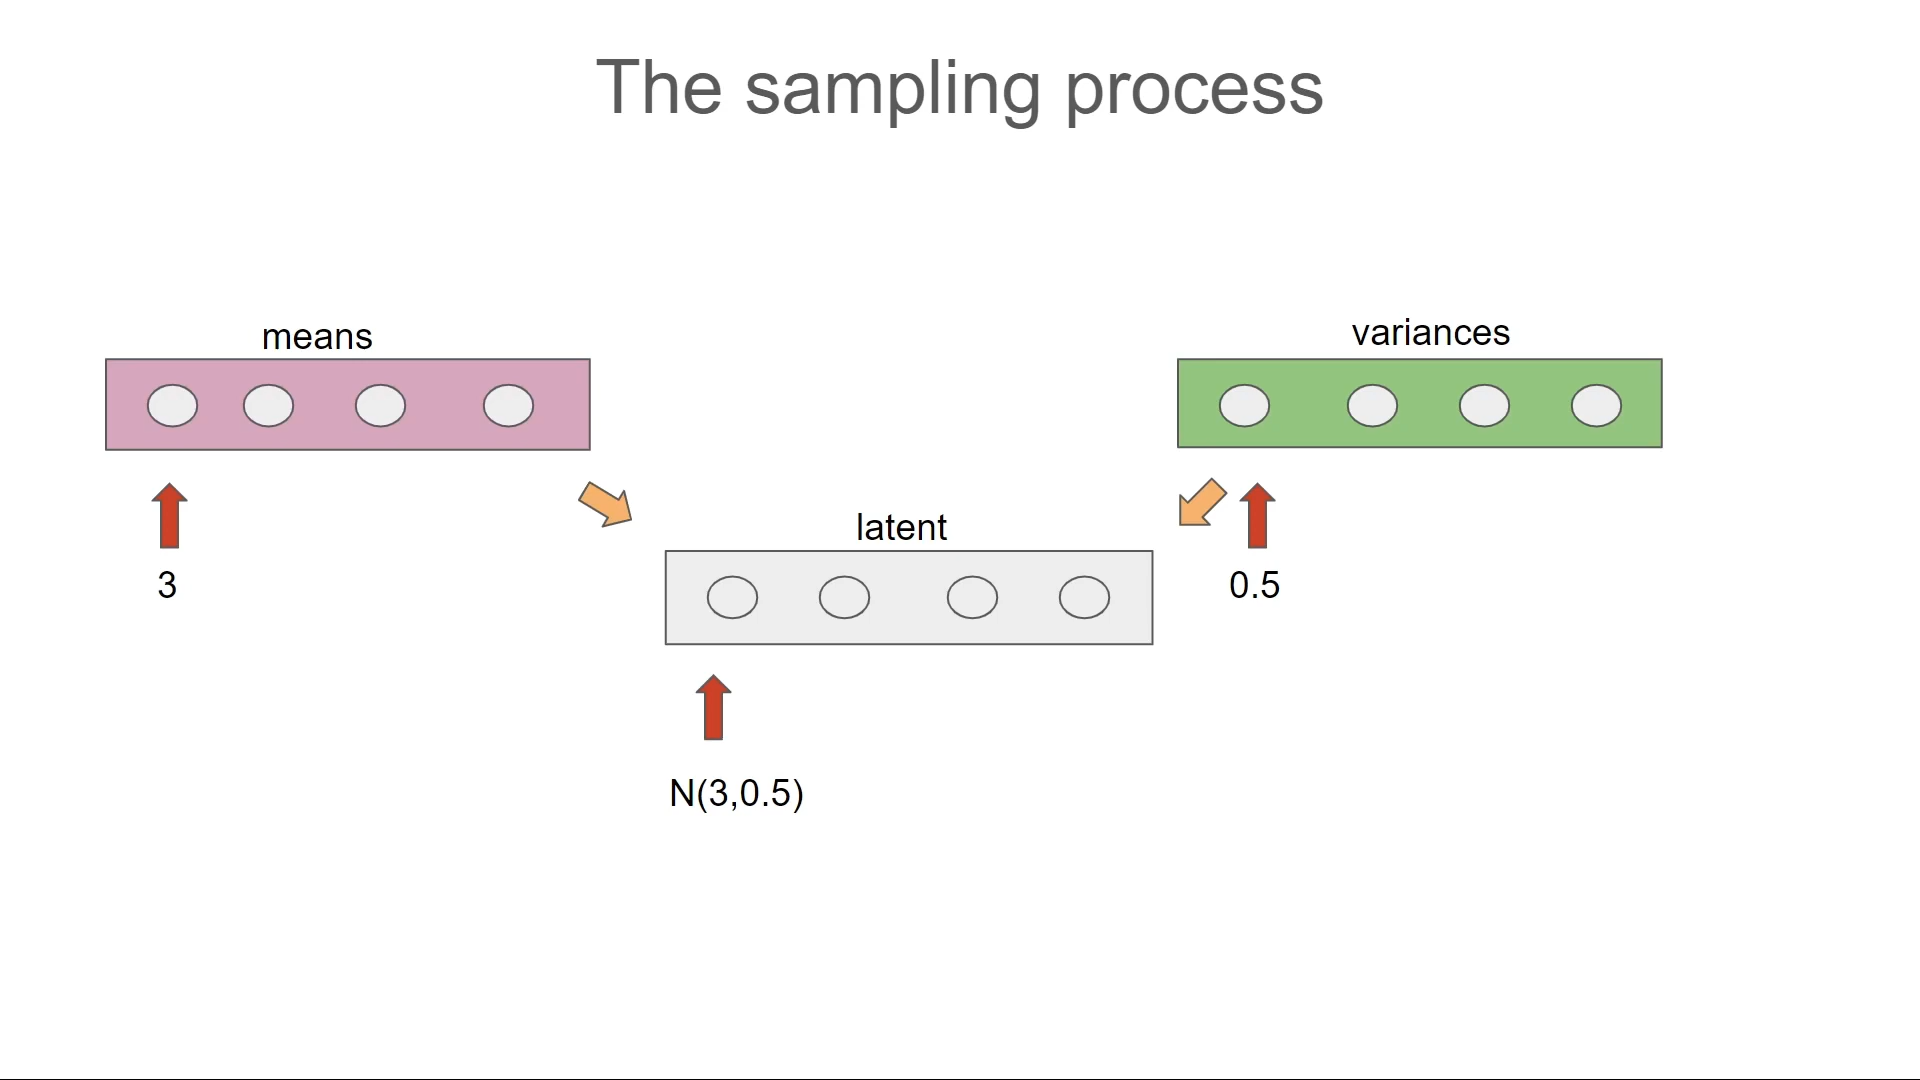 The sampling process
means
variances
latent
3
0.5
N(3,0.5)